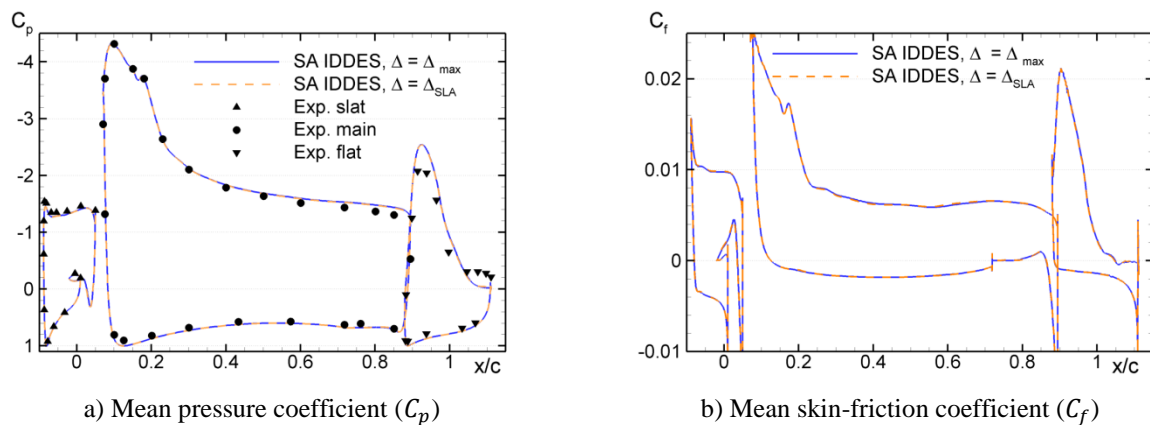 C_p
-4
-3
-2
-1
0
1
0
0.2
0.4
0.6
0.8
1
x/c
SA IDDES, Δ = Δ_max
SA IDDES, Δ = Δ_SLA
Exp. slat
Exp. main
Exp. flat
a) Mean pressure coefficient (C_p)
C_f
0.02
0.01
0
-0.01
0
0.2
0.4
0.6
0.8
1
x/c
SA IDDES, Δ = Δ_max
SA IDDES, Δ = Δ_SLA
b) Mean skin-friction coefficient (C_f)